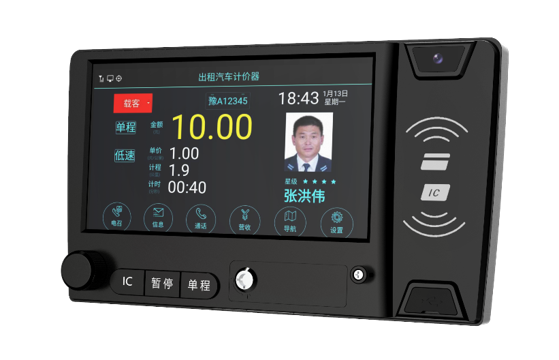 出租汽车计价器
载客
豫A12345
18:43
1月13日
星期一
单程
金额
10.00
低速
单价
1.00
计程
1.9
计时
00:40
星级
张洪伟
电召
信息
通话
营收
导航
设置
IC
暂停
单程
IC